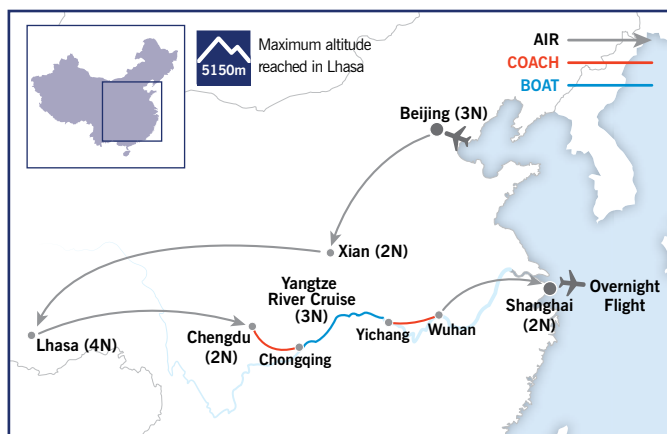 5150m
Maximum altitude
reached in Lhasa
AIR
COACH
BOAT
Beijing (3N)
Xian (2N)
Yangtze
River Cruise
(3N)
Overnight
Flight
Shanghai
(2N)
Lhasa (4N)
Chengdu
(2N)
Chongqing
Yichang
Wuhan